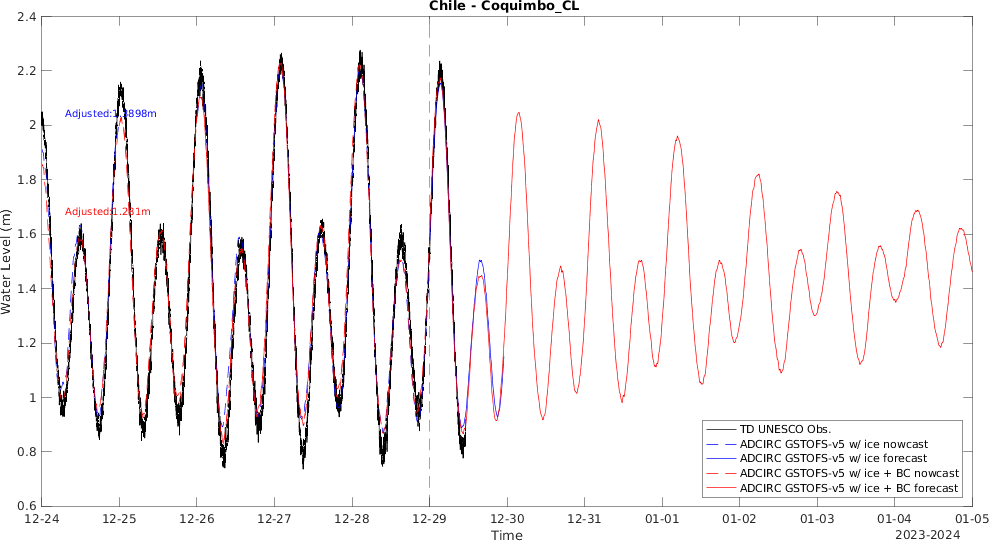 Chile - Coquimbo_CL
2.4
2.2
2
1.8
1.6
1.4
1.2
1
0.8
0.6
Water Level (m)
Adjusted:
Adjusted:1.231m
TD UNESCO Obs.
ADCIRC GSTOFS-v5 w/ ice nowcast
ADCIRC GSTOFS-v5 w/ ice forecast
ADCIRC GSTOFS-v5 w/ ice + BC nowcast
ADCIRC GSTOFS-v5 w/ ice + BC forecast
12-24 12-25 12-26 12-27 12-28 12-29 12-30 12-31 01-01 01-02 01-03 01-04 01-05
Time
2023-2024